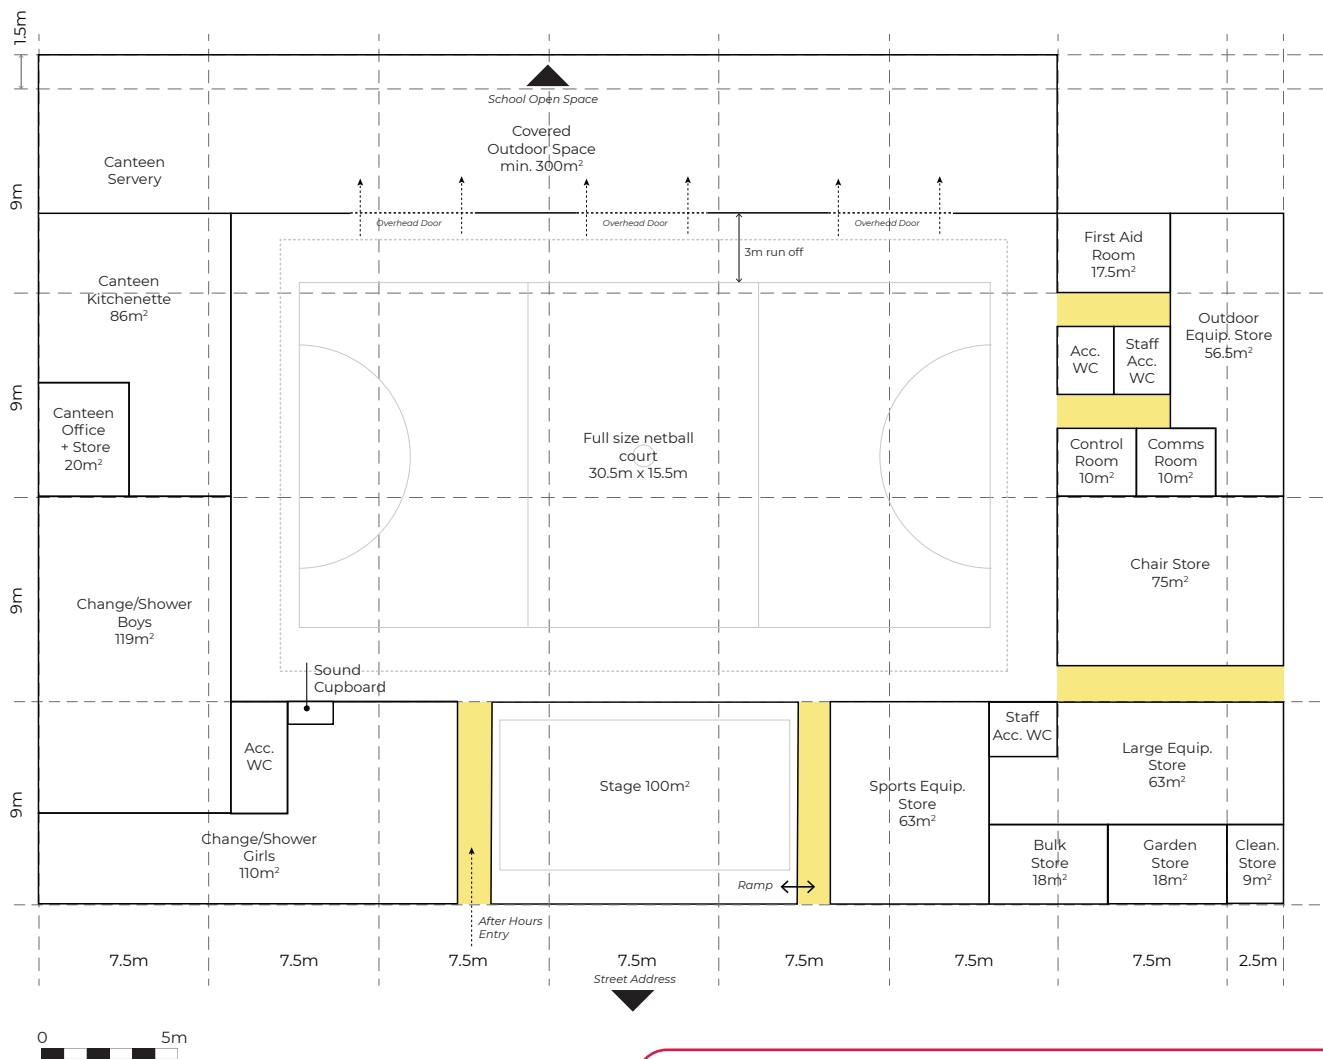 1.5m
School Open Space
Covered
Outdoor Space
min. 300m²
Canteen
Servery
9m
Overhead Door
Overhead Door
Overhead Door
3m run off
First Aid
Room
17.5m²
Canteen
Kitchenette
86m²
Outdoor
Equip. Store
56.5m²
Acc.
WC
Staff
Acc.
WC
9m
Canteen
Office
+ Store
20m²
Full size netball
court
30.5m x 15.5m
Control
Room
10m²
Comms
Room
10m²
Chair Store
75m²
9m
Change/Shower
Boys
119m²
Sound
Cupboard
Staff
Acc. WC
Acc.
WC
Large Equip.
Store
63m²
Stage 100m²
Sports Equip.
Store
63m²
9m
Change/Shower
Girls
110m²
Bulk
Store
18m²
Garden
Store
18m²
Clean.
Store
9m²
Ramp
After Hours
Entry
7.5m
7.5m
7.5m
7.5m
7.5m
7.5m
7.5m
2.5m
Street Address
0
5m